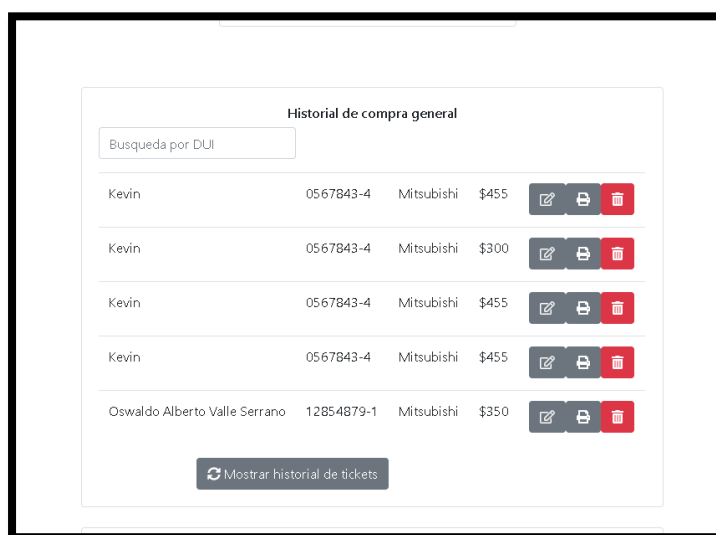 Historial de compra general
Busqueda por DUI
Kevin 0567843-4 Mitsubishi $455
Kevin 0567843-4 Mitsubishi $300
Kevin 0567843-4 Mitsubishi $455
Kevin 0567843-4 Mitsubishi $455
Oswaldo Alberto Valle Serrano 12854879-1 Mitsubishi $350
Mostrar historial de tickets